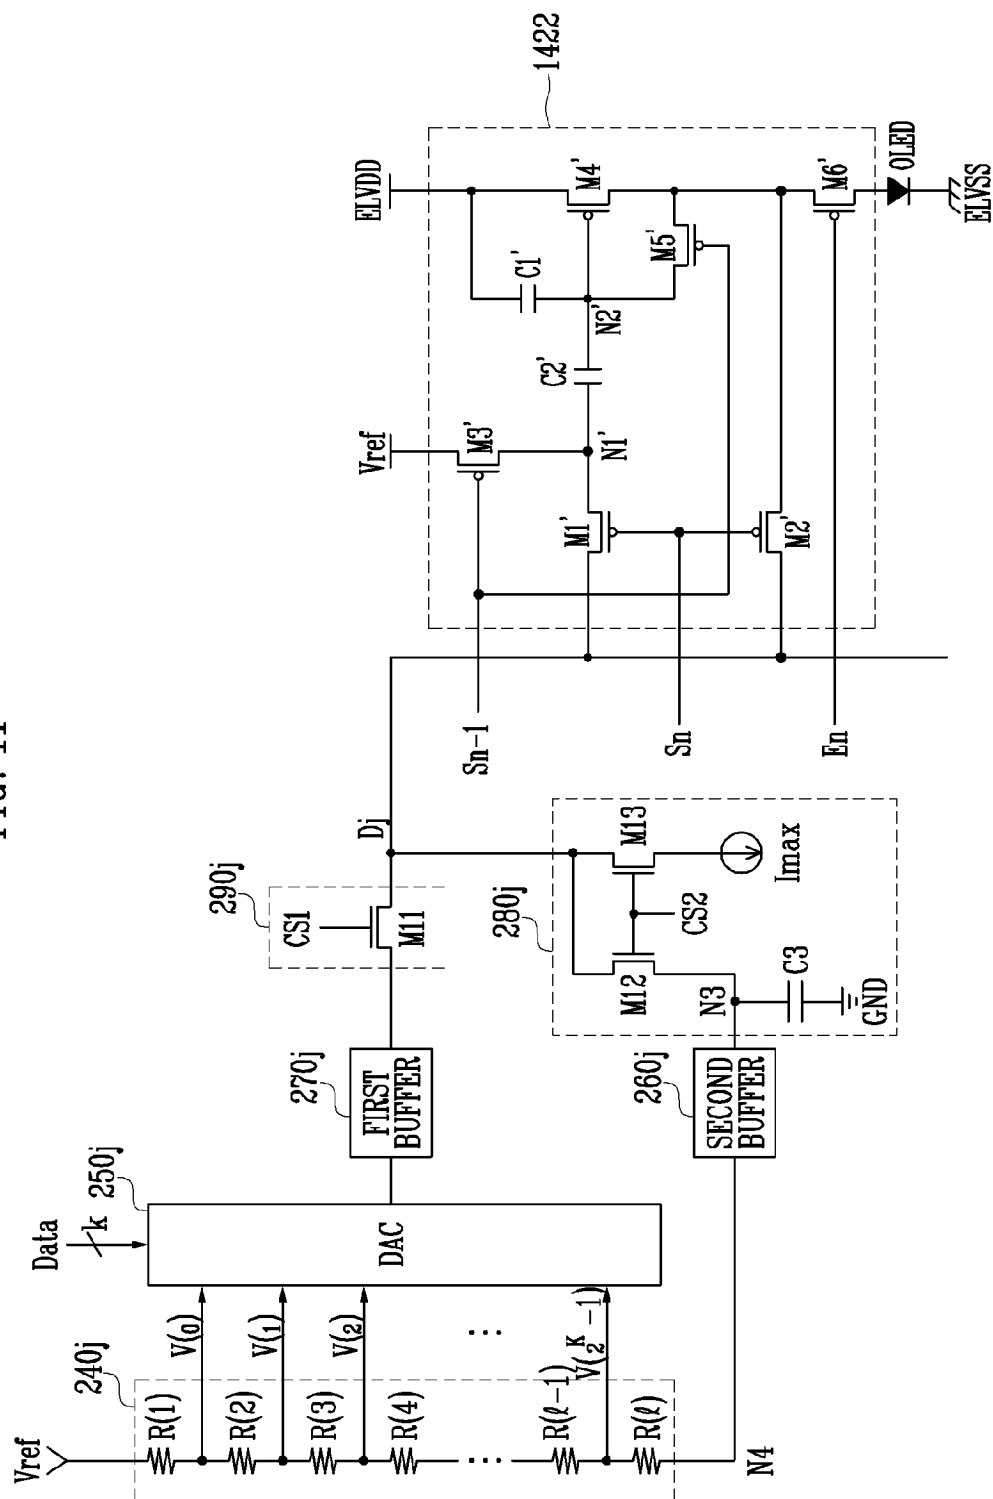 FIG. 11
1422
ELVDD
M4'
C1'
N2'
M5'
M6'
OLED
ELVSS
C2'
Vref
M3'
N1'
M1'
M2'
Sn-1
Sn
En
Dj
290j
CS1
M11
280j
M13
Imax
CS2
M12
N3
C3
GND
270j
FIRST
BUFFER
260j
SECOND
BUFFER
Data
k
250j
DAC
V(0)
V(1)
V(2)
...
V(2^K-1)
240j
Vref
R(1)
R(2)
R(3)
R(4)
...
R(ℓ-1)
R(ℓ)
N4